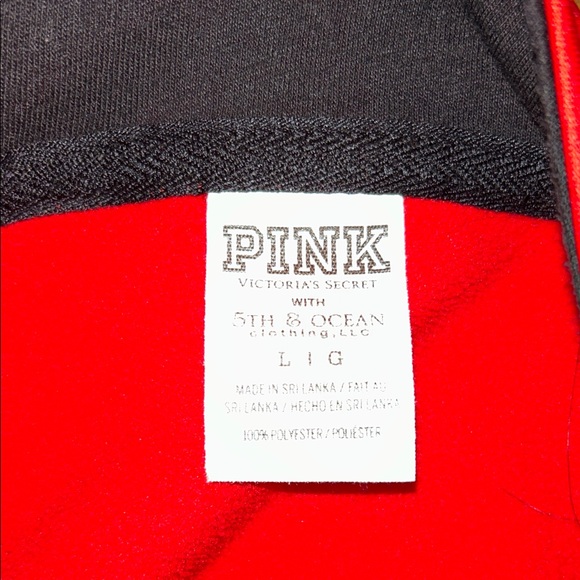 PINK
VICTORIA'S SECRET
WITH
5TH & OCEAN
clothing, LLC
L | G
MADE IN SRI LANKA / FAIT AU
SRI LANKA / HECHO EN SRI LANKA
100% POLYESTER / POLIESTER